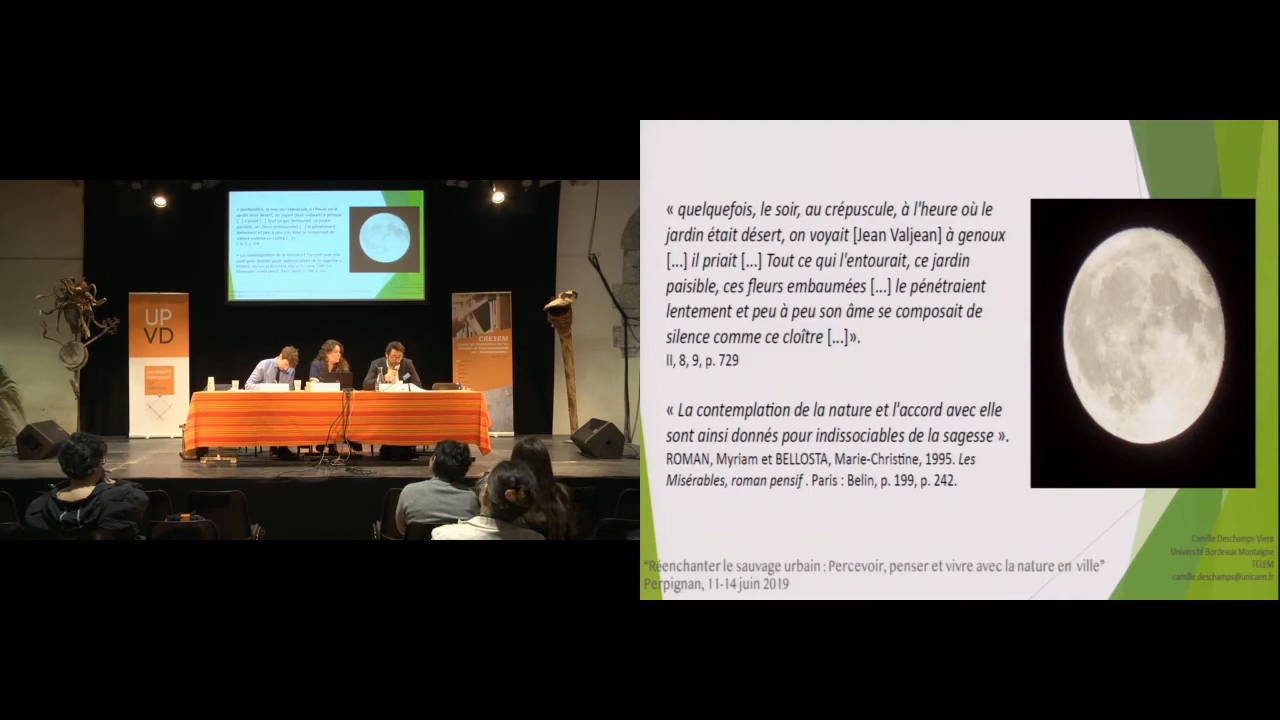 UP
VD
UNIVERSITÉ
PERPIGNAN
CRESEM
« quelquefois, le soir, au crépuscule, à l'heure où le
jardin était désert, on voyait [Jean Valjean] à genoux
[...] il priait [...] Tout ce qui l'entourait, ce jardin
paisible, ces fleurs embaumées [...] le pénétraient
lentement et peu à peu son âme se composait de
silence comme ce cloître [...]».
II, 8, 9, p. 729
« La contemplation de la nature et l'accord avec elle
sont ainsi donnés pour indissociables de la sagesse ».
ROMAN, Myriam et BELLOSTA, Marie-Christine, 1995. Les
Misérables, roman pensif . Paris : Belin, p. 199, p. 242.
"Réenchanter le sauvage urbain : Percevoir, penser et vivre avec la nature en ville"
Perpignan, 11-14 juin 2019
Camille Deschamps Vierø
Université Bordeaux Montaigne
TELEM
camille.deschamps@unicaen.fr